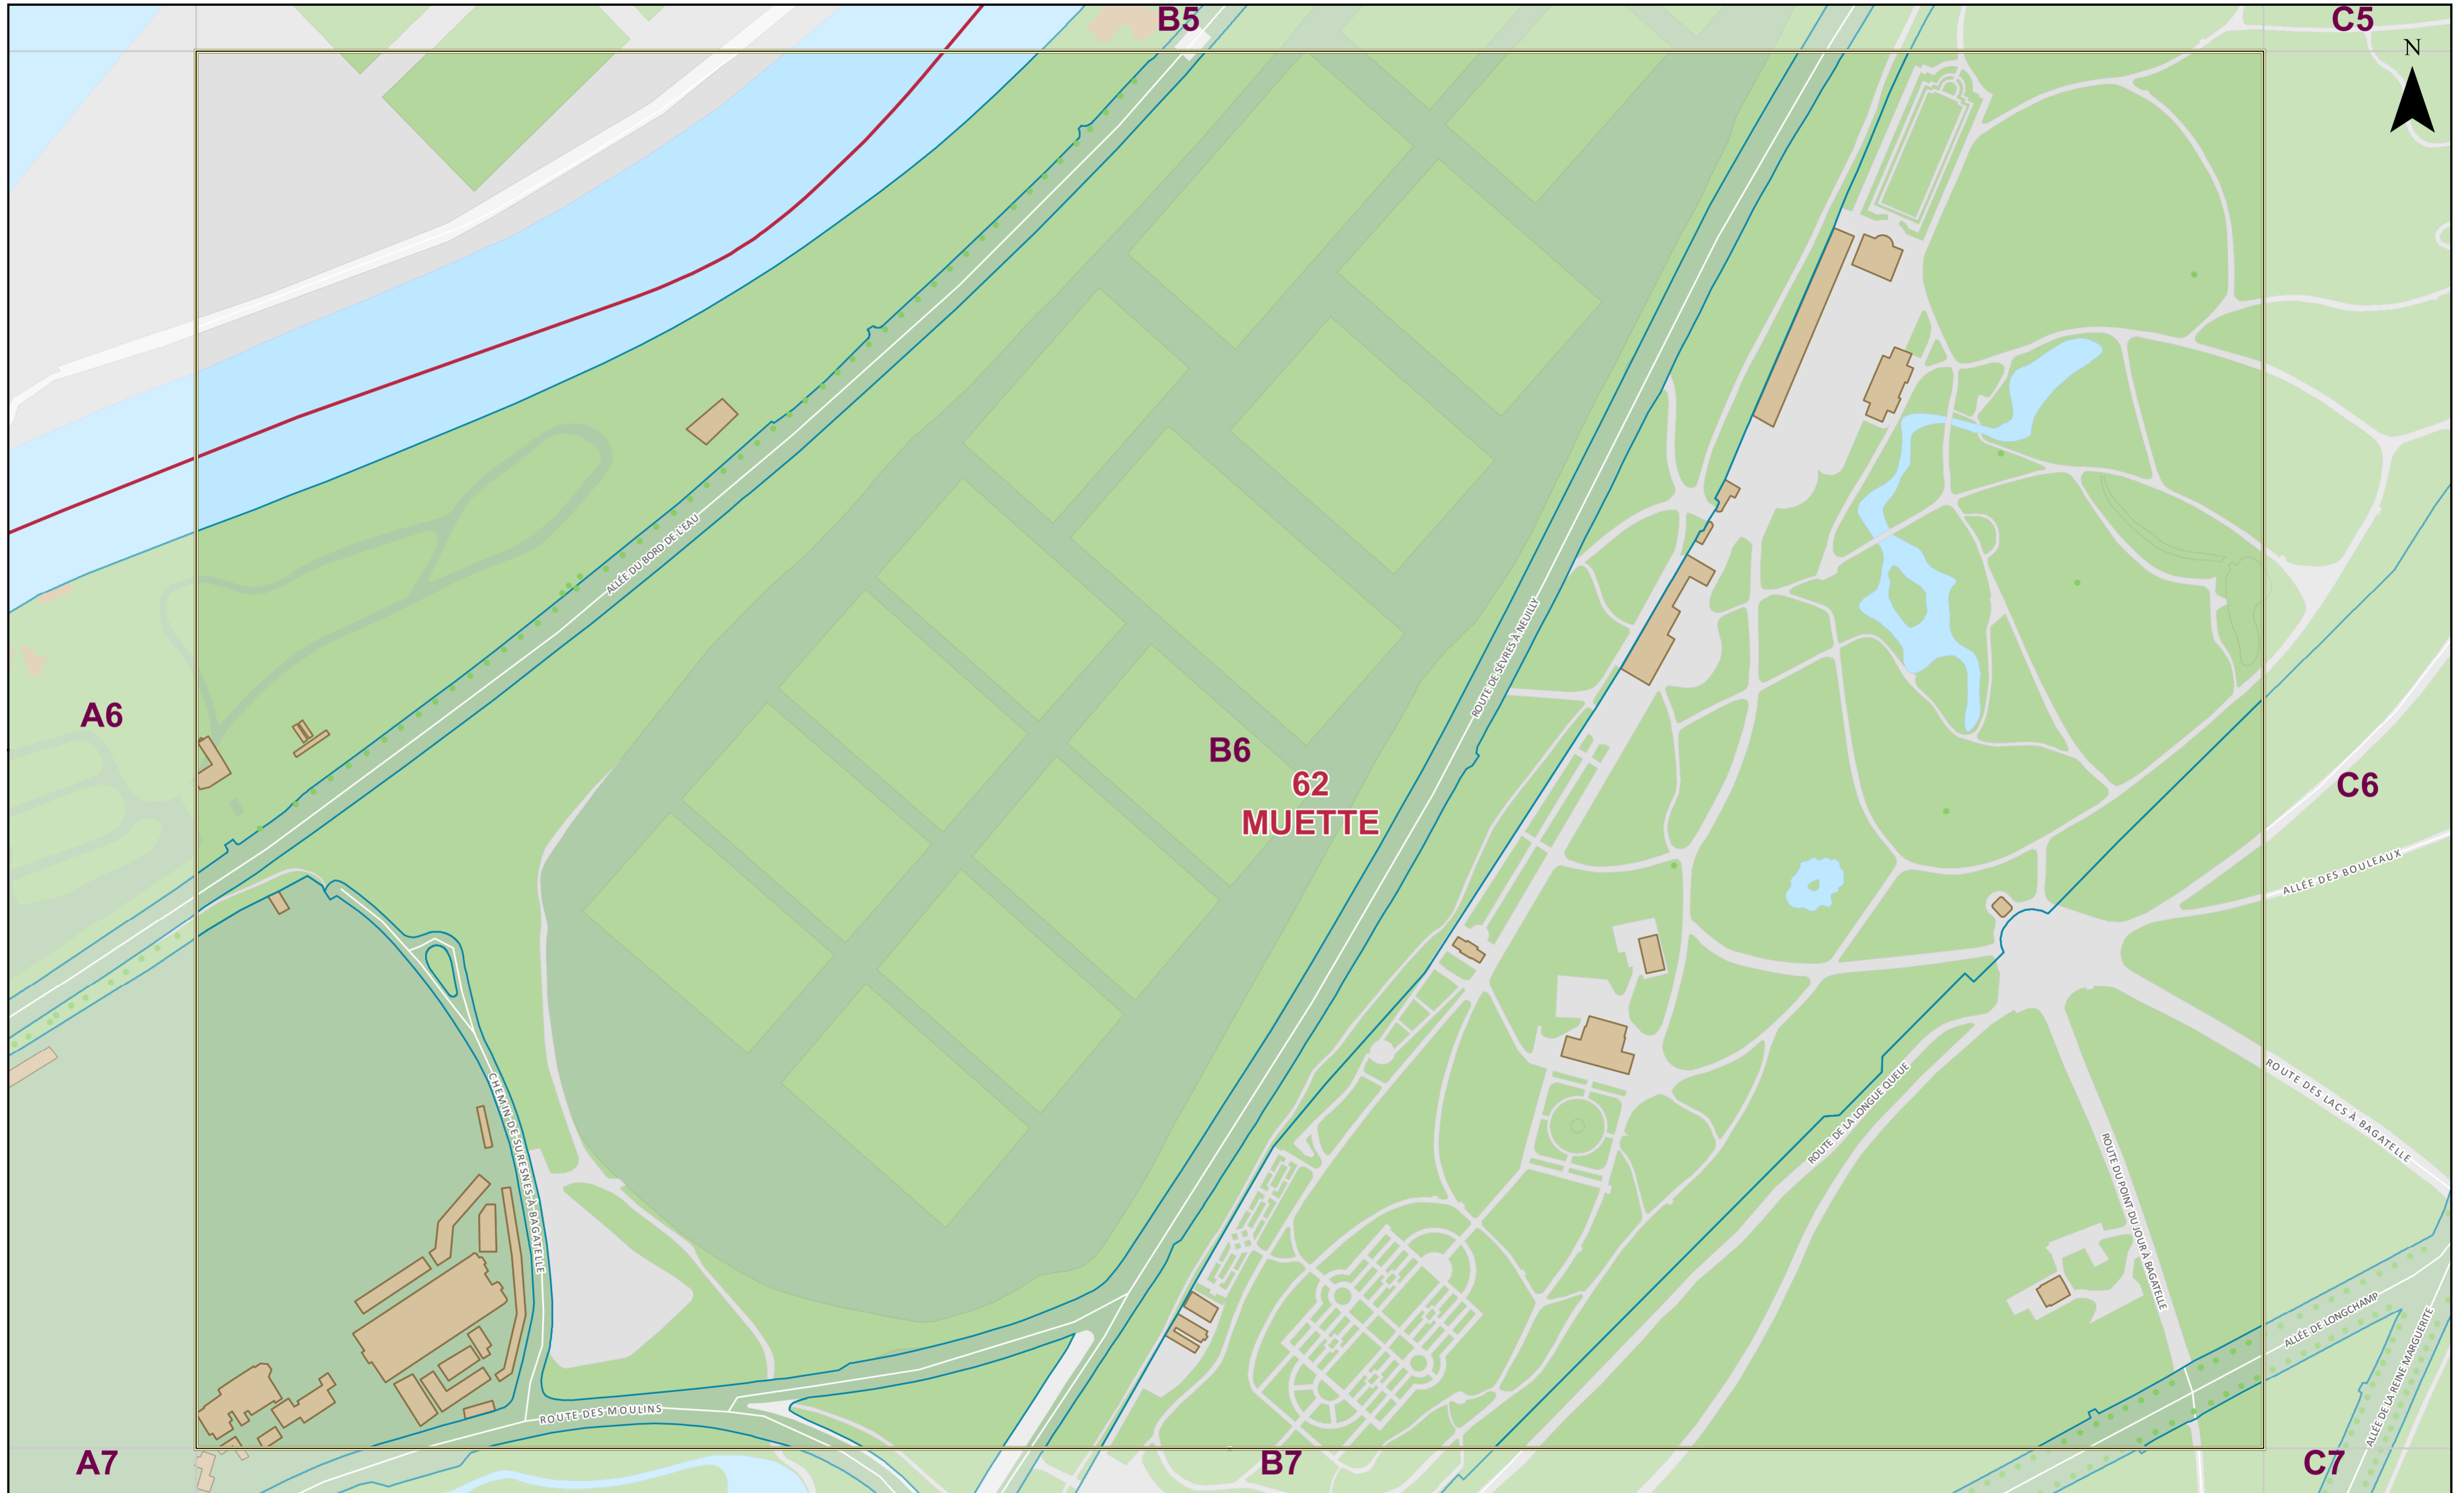 B5
C5
N
ALLÉE DU BORD DE L'EAU
ROUTE DE SÈVRES À NEUILLY
A6
B6
62
MUETTE
C6
ALLÉE DES BOULEAUX
CHEMIN DE SURESNES À BAGATELLE
ROUTE DE LA LONGUE QUEUE
ROUTE DES LACS À BAGATELLE
ROUTE DU POINT DU JOUR À BAGATELLE
ALLÉE DE LONGCHAMP
ALLÉE DE LA REINE MARGUERITE
ROUTE DES MOULINS
A7
B7
C7